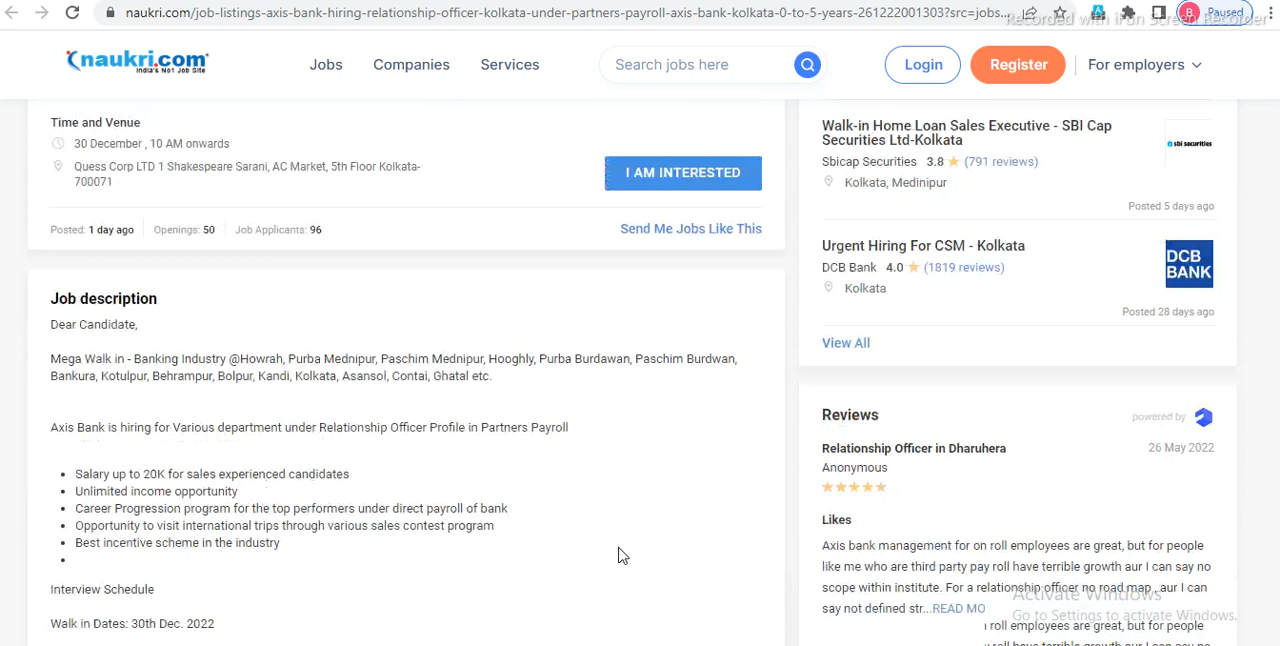 naukri.com/job-listings-axis-bank-hiring-relationship-officer-kolkata-under-partners-payroll-axis-bank-kolkata-0-to-5-years-261222001303?src=jobs...
Recorded with iFun Screen Recorder
B Paused
naukri.com
India's No1 Job Site
Jobs Companies Services
Search jobs here
Login
Register
For employers
Time and Venue
30 December , 10 AM onwards
Quess Corp LTD 1 Shakespeare Sarani, AC Market, 5th Floor Kolkata-
700071
I AM INTERESTED
Posted: 1 day ago Openings: 50 Job Applicants: 96
Send Me Jobs Like This
Job description
Dear Candidate,
Mega Walk in - Banking Industry @Howrah, Purba Mednipur, Paschim Mednipur, Hooghly, Purba Burdawan, Paschim Burdwan,
Bankura, Kotulpur, Behrampur, Bolpur, Kandi, Kolkata, Asansol, Contai, Ghatal etc.
Axis Bank is hiring for Various department under Relationship Officer Profile in Partners Payroll
• Salary up to 20K for sales experienced candidates
• Unlimited income opportunity
• Career Progression program for the top performers under direct payroll of bank
• Opportunity to visit international trips through various sales contest program
• Best incentive scheme in the industry
•
Interview Schedule
Walk in Dates: 30th Dec. 2022
Walk-in Home Loan Sales Executive - SBI Cap
Securities Ltd-Kolkata
Sbicap Securities 3.8 (791 reviews)
Kolkata, Medinipur
sbi securities
Posted 5 days ago
Urgent Hiring For CSM - Kolkata
DCB Bank 4.0 (1819 reviews)
Kolkata
DCB
BANK
Posted 28 days ago
View All
Reviews
powered by
Relationship Officer in Dharuhera
26 May 2022
Anonymous
Likes
Axis bank management for on roll employees are great, but for people
like me who are third party pay roll have terrible growth aur I can say no
scope within institute. For a relationship officer no road map , aur I can
say not defined str...READ MO
roll employees are great, but for people
Activate Windows
Go to Settings to activate Windows.